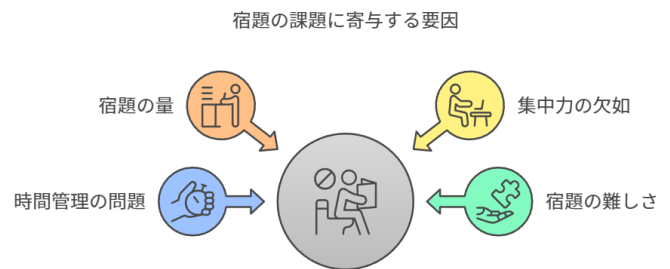 宿題の課題に寄与する要因
宿題の量
集中力の欠如
時間管理の問題
宿題の難しさ